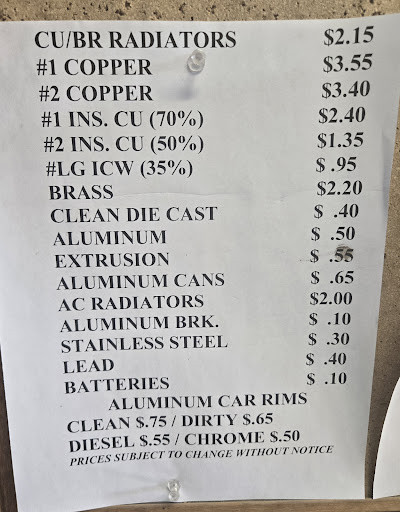 CU/BR RADIATORS $2.15
#1 COPPER $3.55
#2 COPPER $3.40
#1 INS. CU (70%) $2.40
#2 INS. CU (50%) $1.35
#LG ICW (35%) $ .95
BRASS $2.20
CLEAN DIE CAST $ .40
ALUMINUM $ .50
EXTRUSION $ .55
ALUMINUM CANS $ .65
AC RADIATORS $2.00
ALUMINUM BRK. $ .10
STAINLESS STEEL $ .30
LEAD $ .40
BATTERIES $ .10
ALUMINUM CAR RIMS
CLEAN $.75 / DIRTY $.65
DIESEL $.55 / CHROME $.50
PRICES SUBJECT TO CHANGE WITHOUT NOTICE